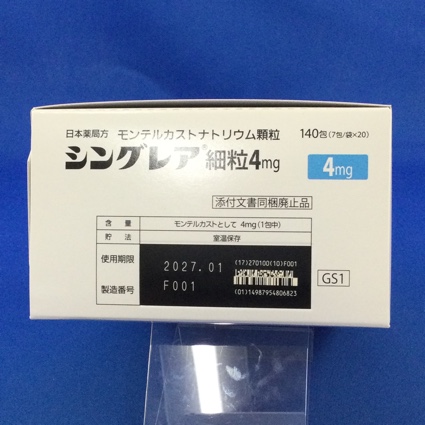 日本薬局方 モンテルカストナトリウム顆粒 140包(7包/袋×20)
シングレア®細粒4mg
4mg
添付文書同梱廃止品
含量 モンテルカストとして 4mg(1包中)
貯法 室温保存
使用期限 2027.01
製造番号 F001
(17)270100(10)F001
(01)14987954806823
GS1